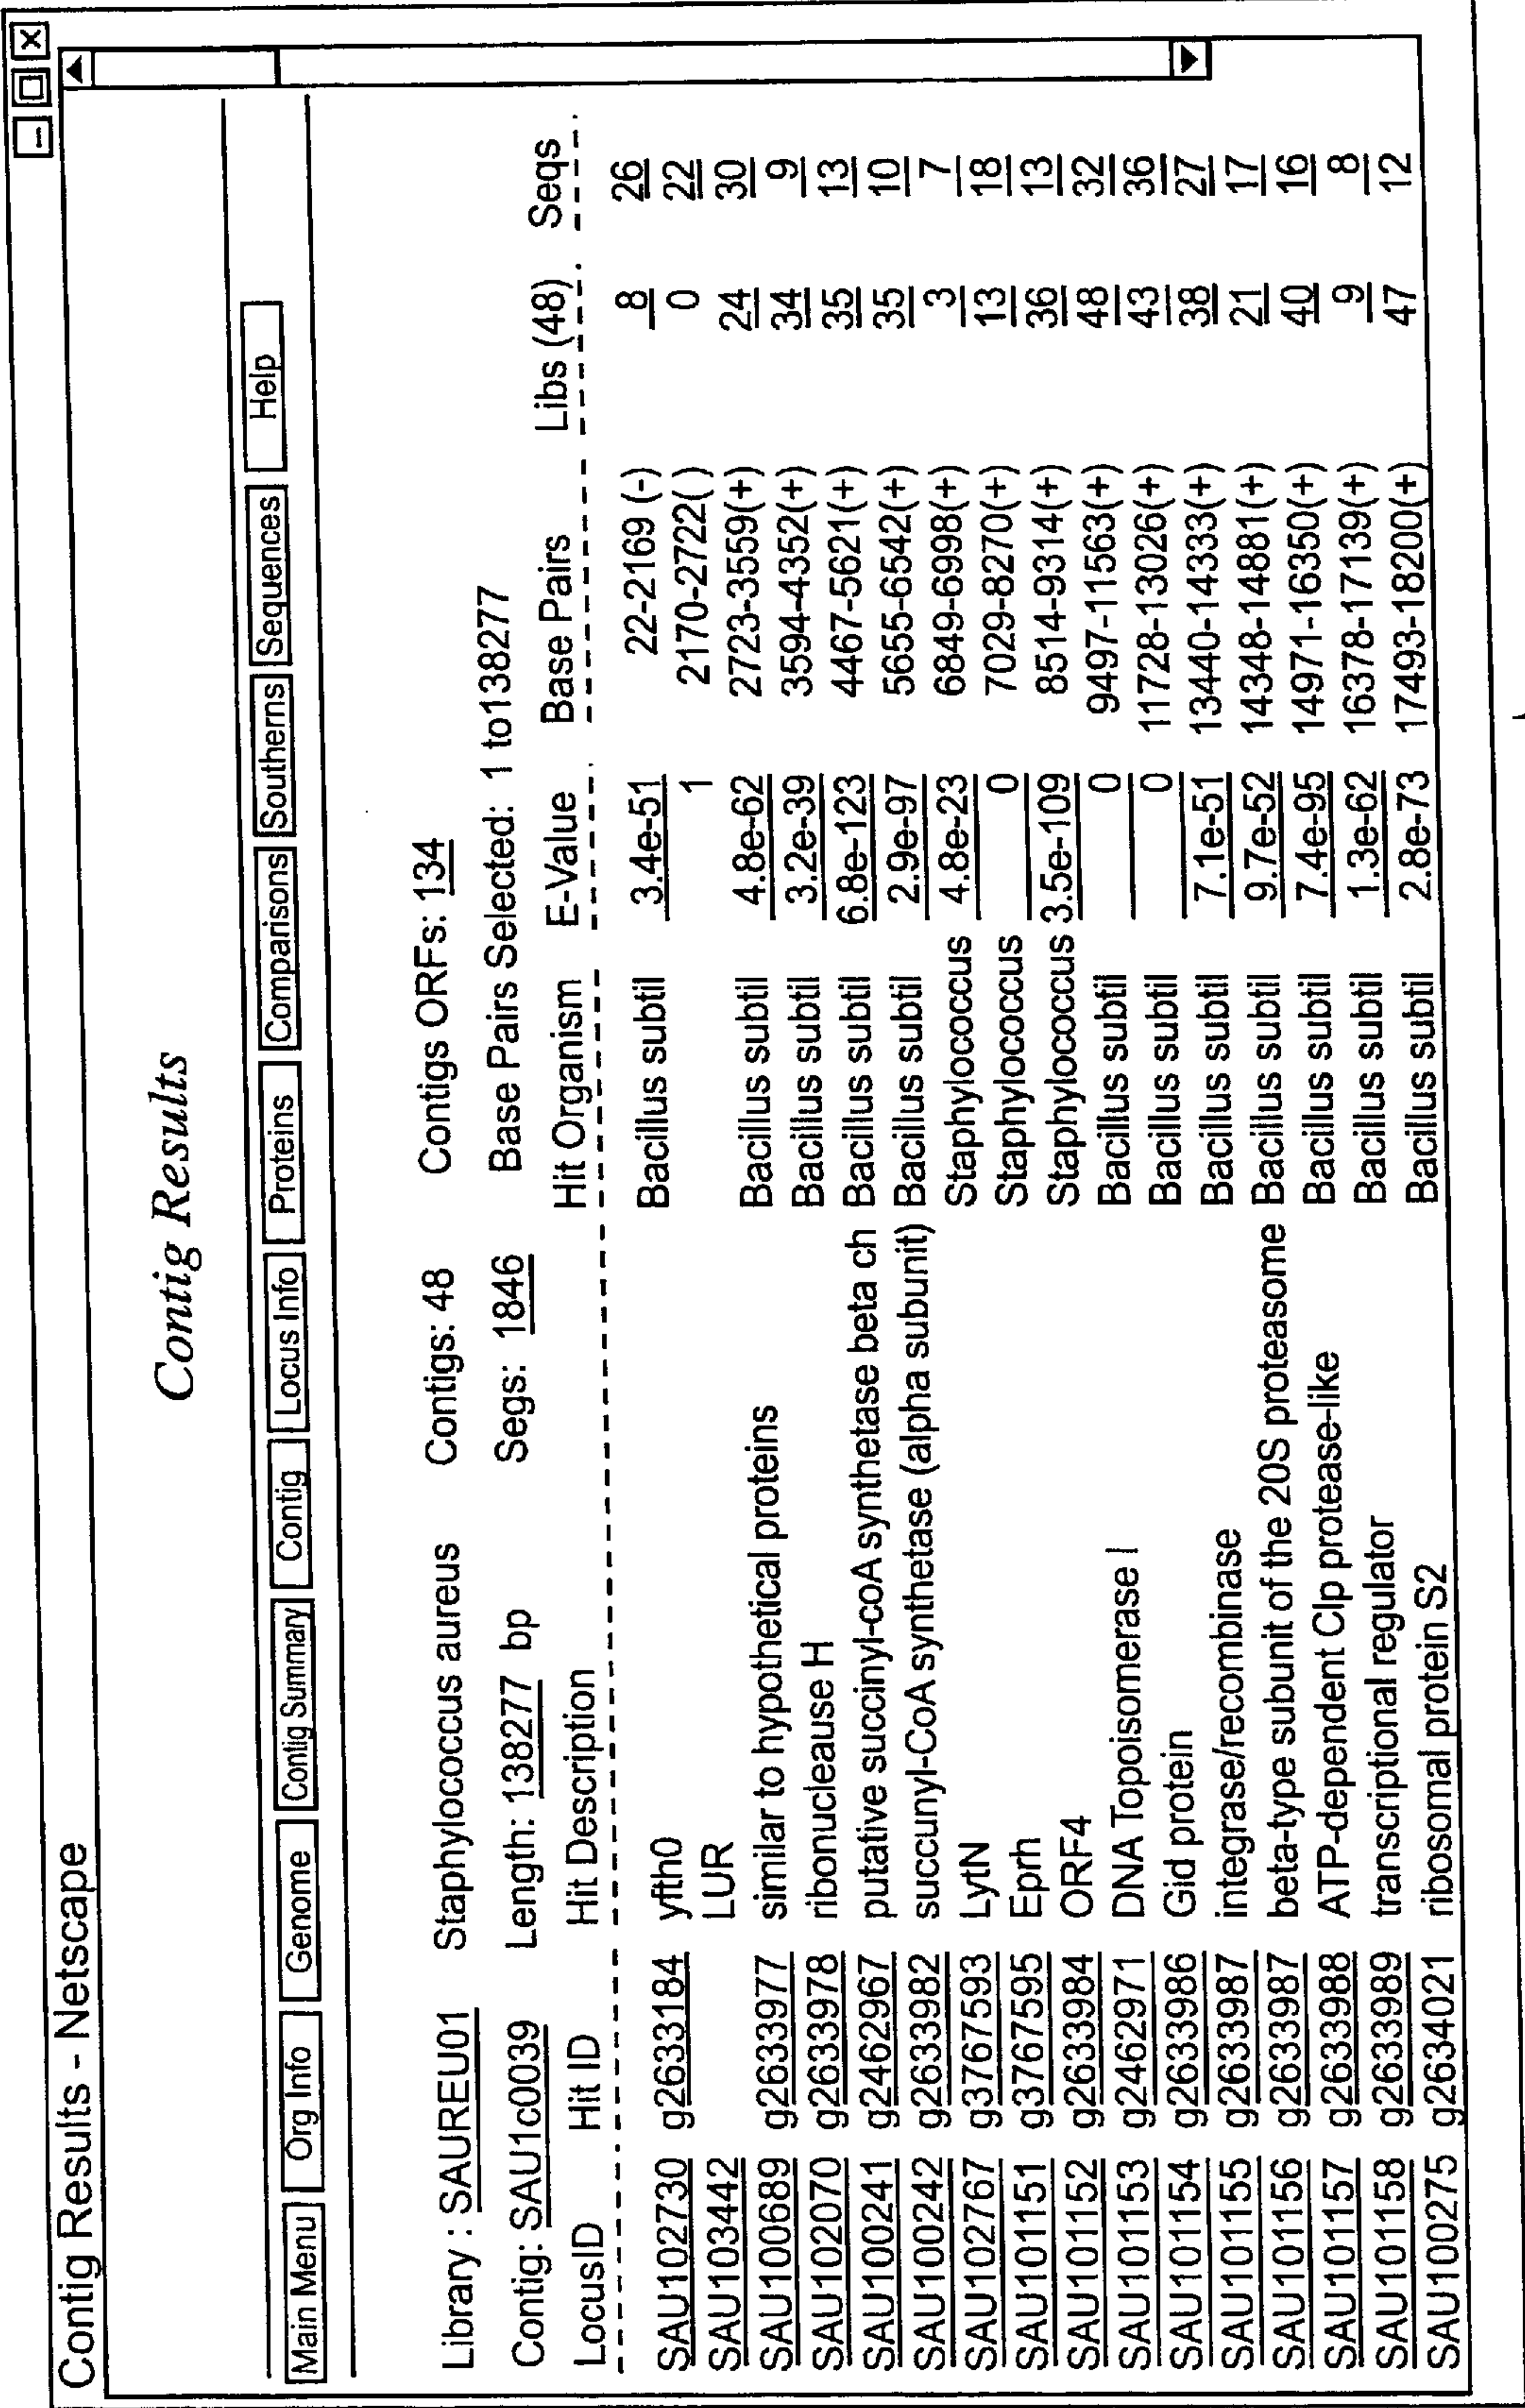 Contig Results - Netscape
Contig Results
Main Menu Org Info Genome Contig Summary Contig Locus Info Proteins Comparisons Southerns Sequences Help
Library : SAUREU01 Staphylococcus aureus Contigs: 48 Contigs ORFs: 134
Contig: SAU1c0039 Length: 138277 bp Segs: 1846 Base Pairs Selected: 1 to138277
LocusID Hit ID Hit Description Hit Organism E-Value Base Pairs Libs (48) Seqs
SAU102730 g2633184 yfth0 Bacillus subtil 3.4e-51 22-2169 (-) 8 26
SAU103442 LUR 1 2170-2722( ) 0 22
SAU100689 g2633977 similar to hypothetical proteins Bacillus subtil 4.8e-62 2723-3559(+) 24 30
SAU102070 g2633978 ribonucleause H Bacillus subtil 3.2e-39 3594-4352(+) 34 9
SAU100241 g2462967 putative succinyl-coA synthetase beta ch Bacillus subtil 6.8e-123 4467-5621(+) 35 13
SAU100242 g2633982 succunyl-CoA synthetase (alpha subunit) Bacillus subtil 2.9e-97 5655-6542(+) 35 10
SAU102767 g3767593 LytN Staphylococcus 4.8e-23 6849-6998(+) 3 7
SAU101151 g3767595 Eprh Staphylococcus 0 7029-8270(+) 13 18
SAU101152 g2633984 ORF4 Staphylococcus 3.5e-109 8514-9314(+) 36 13
SAU101153 g2462971 DNA Topoisomerase I Bacillus subtil 0 9497-11563(+) 48 32
SAU101154 g2633986 Gid protein Bacillus subtil 0 11728-13026(+) 43 36
SAU101155 g2633987 integrase/recombinase Bacillus subtil 7.1e-51 13440-14333(+) 38 27
SAU101156 g2633987 beta-type subunit of the 20S proteasome Bacillus subtil 9.7e-52 14348-14881(+) 21 17
SAU101157 g2633988 ATP-dependent Clp protease-like Bacillus subtil 7.4e-95 14971-16350(+) 40 16
SAU101158 g2633989 transcriptional regulator Bacillus subtil 1.3e-62 16378-17139(+) 9 8
SAU100275 g2634021 ribosomal protein S2 Bacillus subtil 2.8e-73 17493-18200(+) 47 12